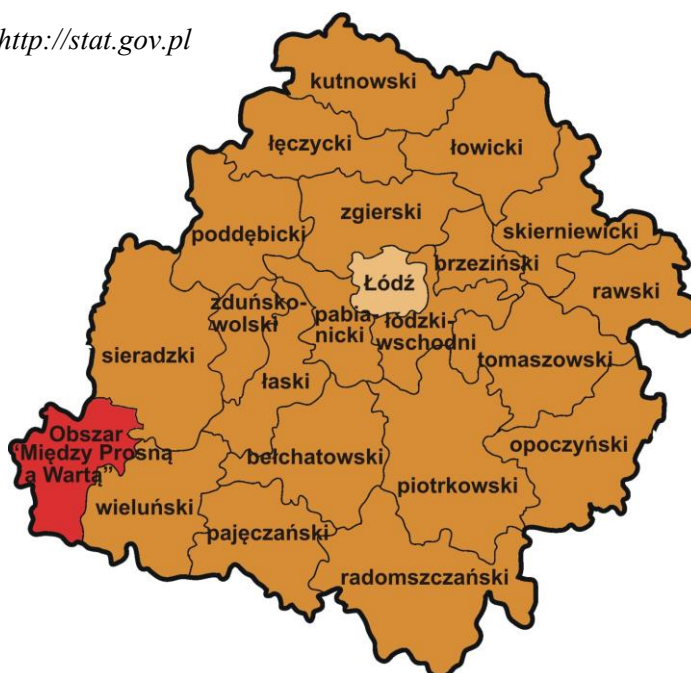 http://stat.gov.pl
kutnowski
łęczycki
łowicki
zgierski
poddębicki
skierniewicki
brzeziński
Łódź
rawski
zduńsko-
wolski
pabia-
nicki
łódzki-
wschodni
sieradzki
tomaszowski
łaski
Obszar
"Między Prosną
a Wartą"
opoczyński
bełchatowski
piotrkowski
wieluński
pajęczański
radomszczański